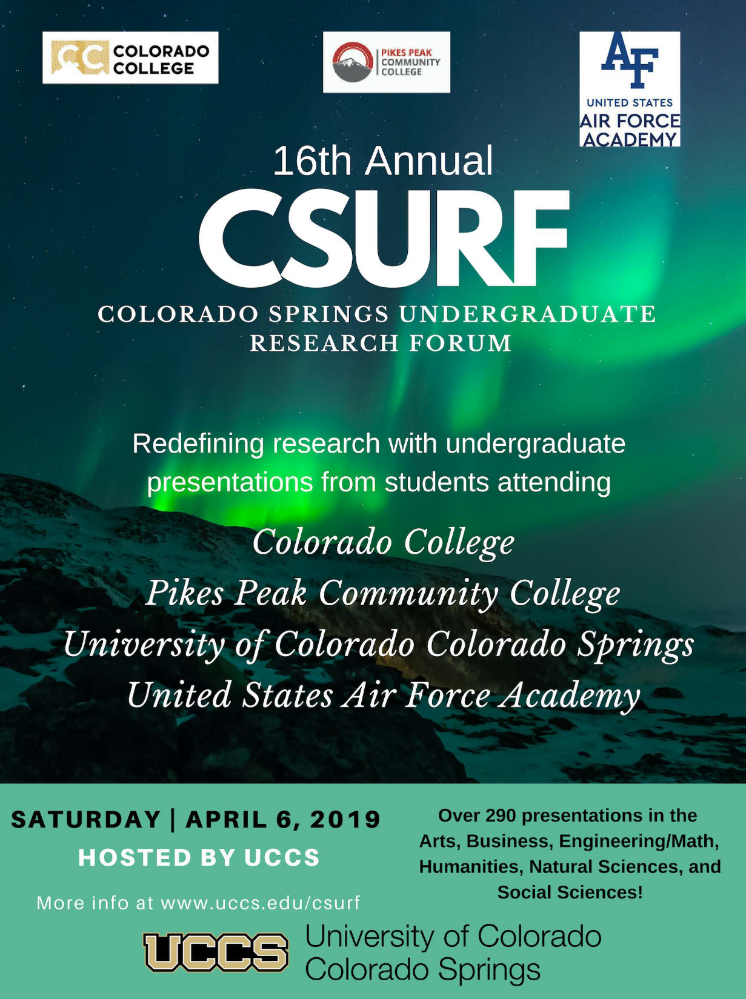 CC COLORADO
COLLEGE
PIKES PEAK
COMMUNITY
COLLEGE
AF
UNITED STATES
AIR FORCE
ACADEMY
16th Annual
CSURF
COLORADO SPRINGS UNDERGRADUATE
RESEARCH FORUM
Redefining research with undergraduate
presentations from students attending
Colorado College
Pikes Peak Community College
University of Colorado Colorado Springs
United States Air Force Academy
SATURDAY | APRIL 6, 2019
HOSTED BY UCCS
More info at www.uccs.edu/csurf
Over 290 presentations in the
Arts, Business, Engineering/Math,
Humanities, Natural Sciences, and
Social Sciences!
UCCS
University of Colorado
Colorado Springs